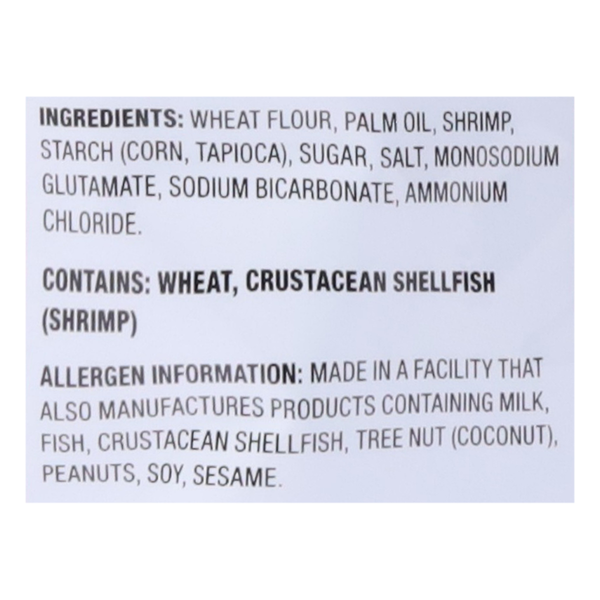 INGREDIENTS: WHEAT FLOUR, PALM OIL, SHRIMP,
STARCH (CORN, TAPIOCA), SUGAR, SALT, MONOSODIUM
GLUTAMATE, SODIUM BICARBONATE, AMMONIUM
CHLORIDE.
CONTAINS: WHEAT, CRUSTACEAN SHELLFISH
(SHRIMP)
ALLERGEN INFORMATION: MADE IN A FACILITY THAT
ALSO MANUFACTURES PRODUCTS CONTAINING MILK,
FISH, CRUSTACEAN SHELLFISH, TREE NUT (COCONUT),
PEANUTS, SOY, SESAME.